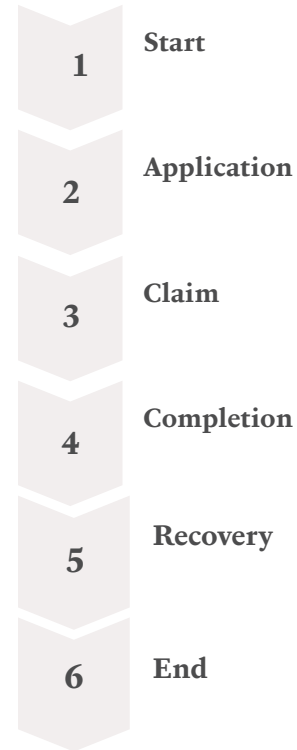 1 Start
2 Application
3 Claim
4 Completion
5 Recovery
6 End